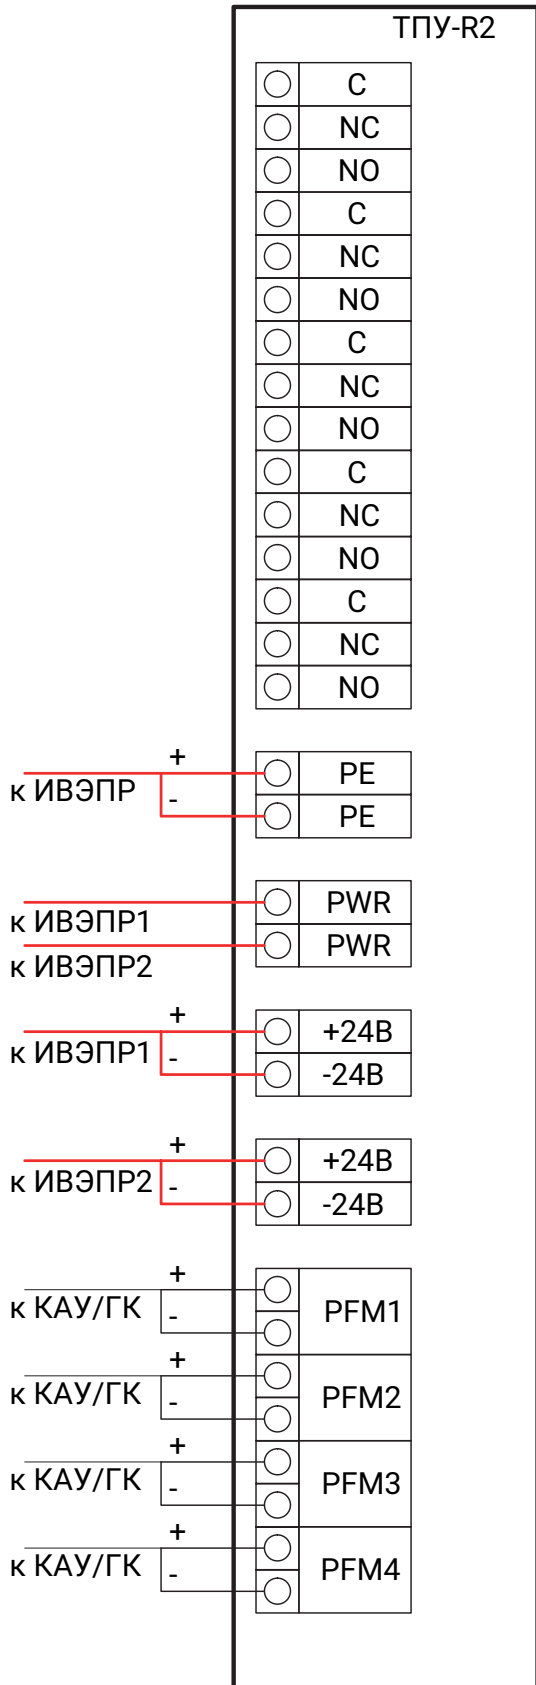 ТПУ-R2
C
NC
NO
C
NC
NO
C
NC
NO
C
NC
NO
C
NC
NO
+
к ИВЭПР
-
PE
PE
к ИВЭПР1
PWR
к ИВЭПР2
PWR
+
к ИВЭПР1
-
+24В
-24В
+
к ИВЭПР2
-
+24В
-24В
+
к КАУ/ГК
-
PFM1
+
к КАУ/ГК
-
PFM2
+
к КАУ/ГК
-
PFM3
+
к КАУ/ГК
-
PFM4